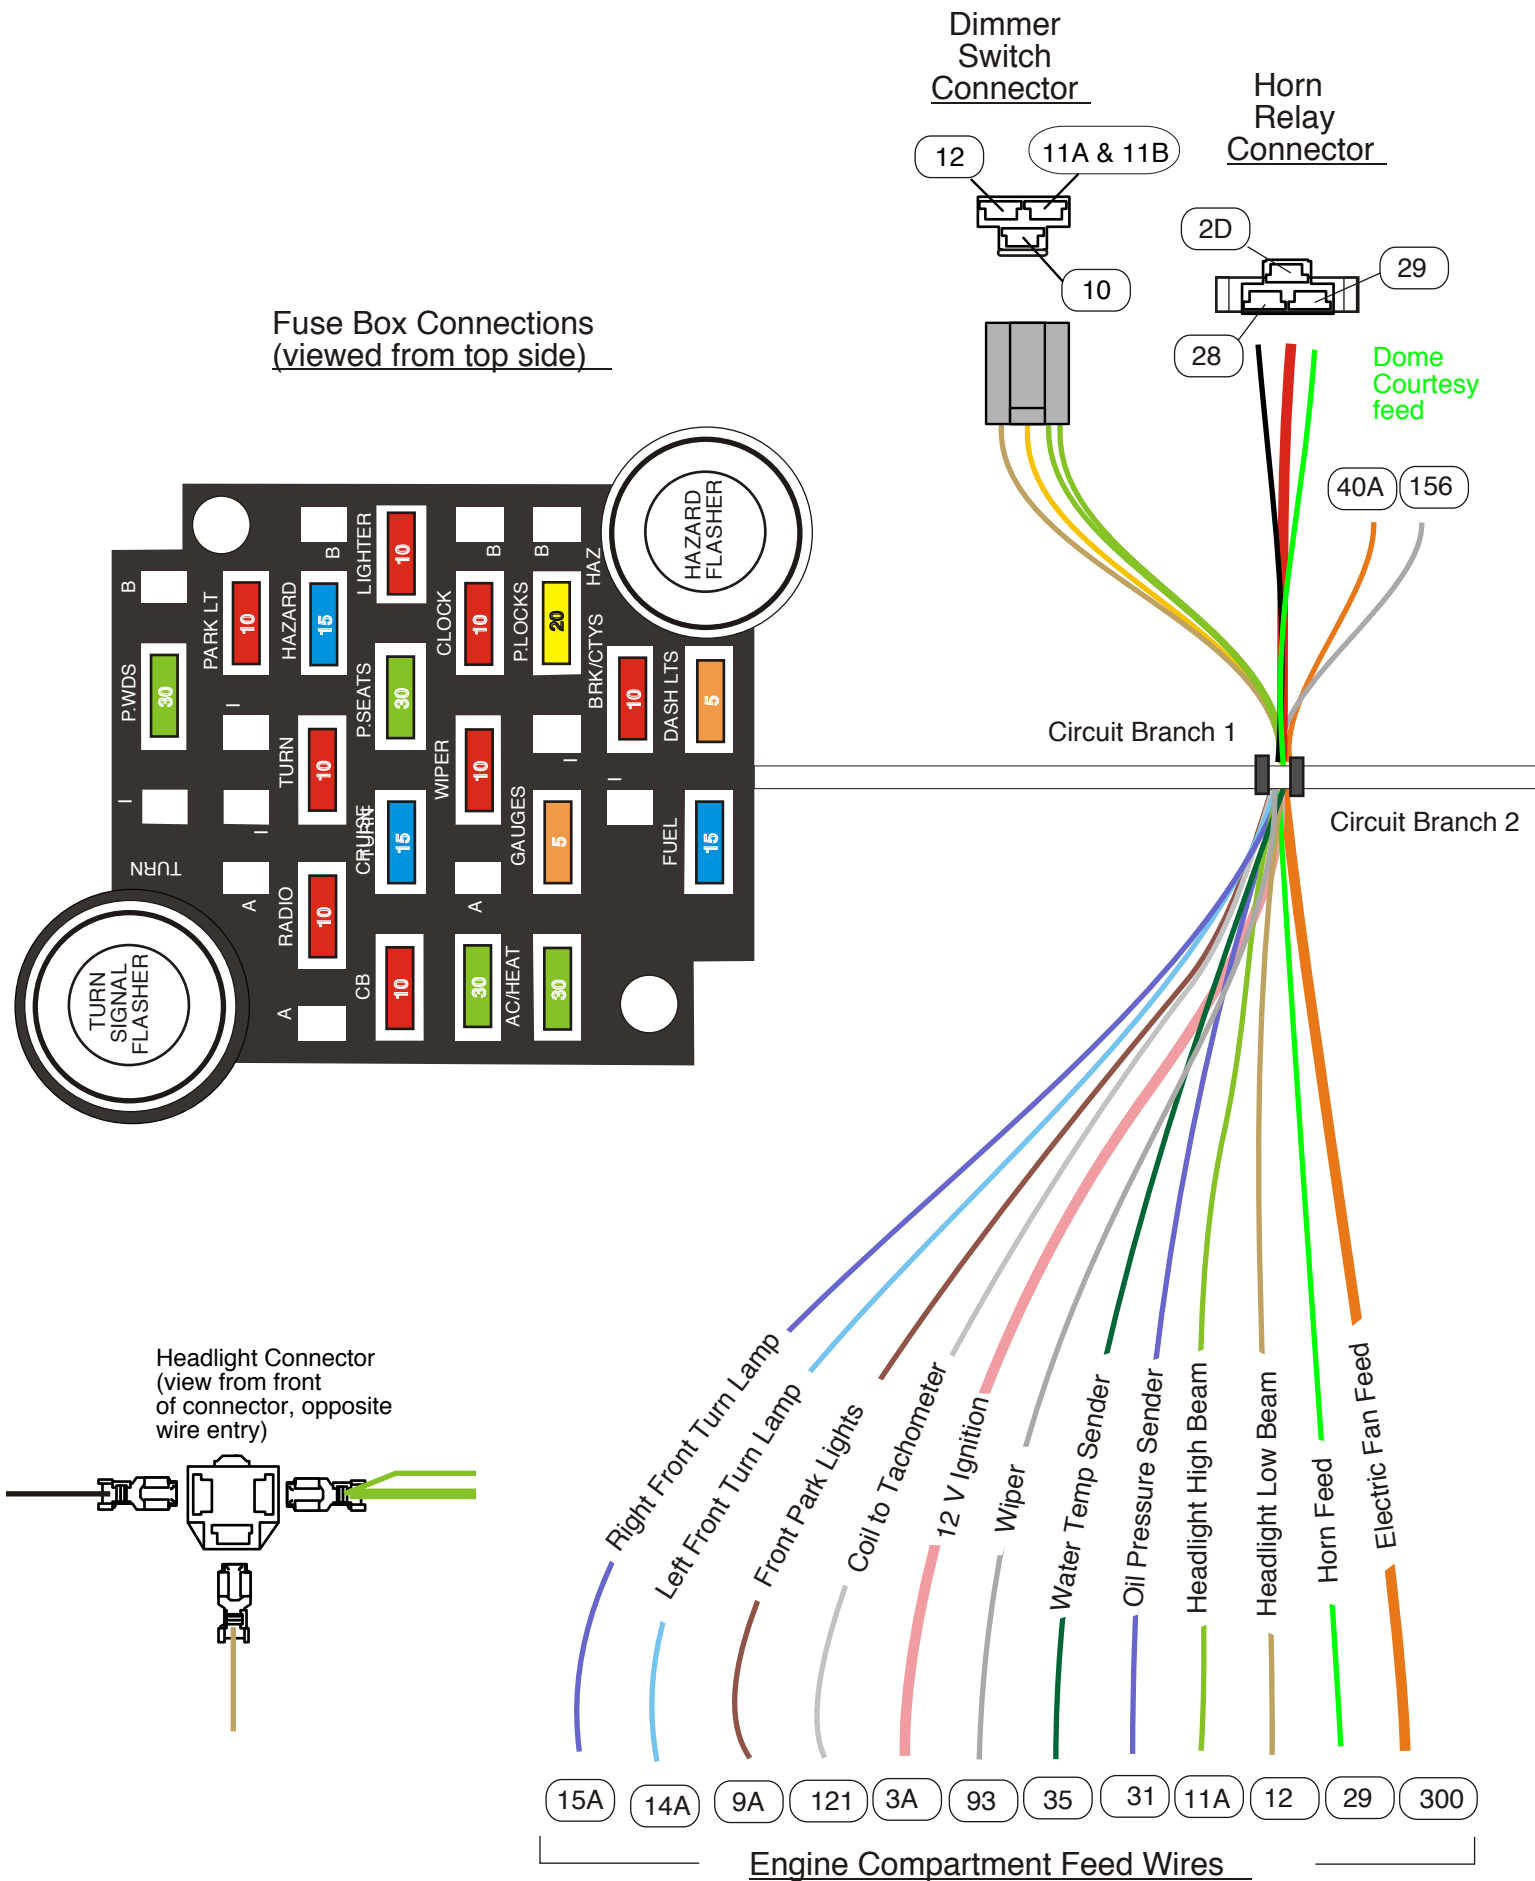 Dimmer
Switch
Connector
Horn
Relay
Connector
12
11A & 11B
10
2D
29
28
Dome
Courtesy
feed
40A
156
Fuse Box Connections
(viewed from top side)
HAZARD
FLASHER
HAZ
B
P.WDS
30
I
TURN
PARK LT
10
I
I
A
B
HAZARD
15
TURN
10
RADIO
10
A
LIGHTER
10
P.SEATS
30
CRUISE
TURN
15
CB
10
B
CLOCK
10
WIPER
10
A
30
B
P.LOCKS
20
I
GAUGES
5
AC/HEAT
30
BRK/CTYS
10
I
DASH LTS
5
FUEL
15
TURN
SIGNAL
FLASHER
Circuit Branch 1
Circuit Branch 2
Headlight Connector
(view from front
of connector, opposite
wire entry)
Right Front Turn Lamp
Left Front Turn Lamp
Front Park Lights
Coil to Tachometer
12 V Ignition
Wiper
Water Temp Sender
Oil Pressure Sender
Headlight High Beam
Headlight Low Beam
Horn Feed
Electric Fan Feed
15A
14A
9A
121
3A
93
35
31
11A
12
29
300
Engine Compartment Feed Wires